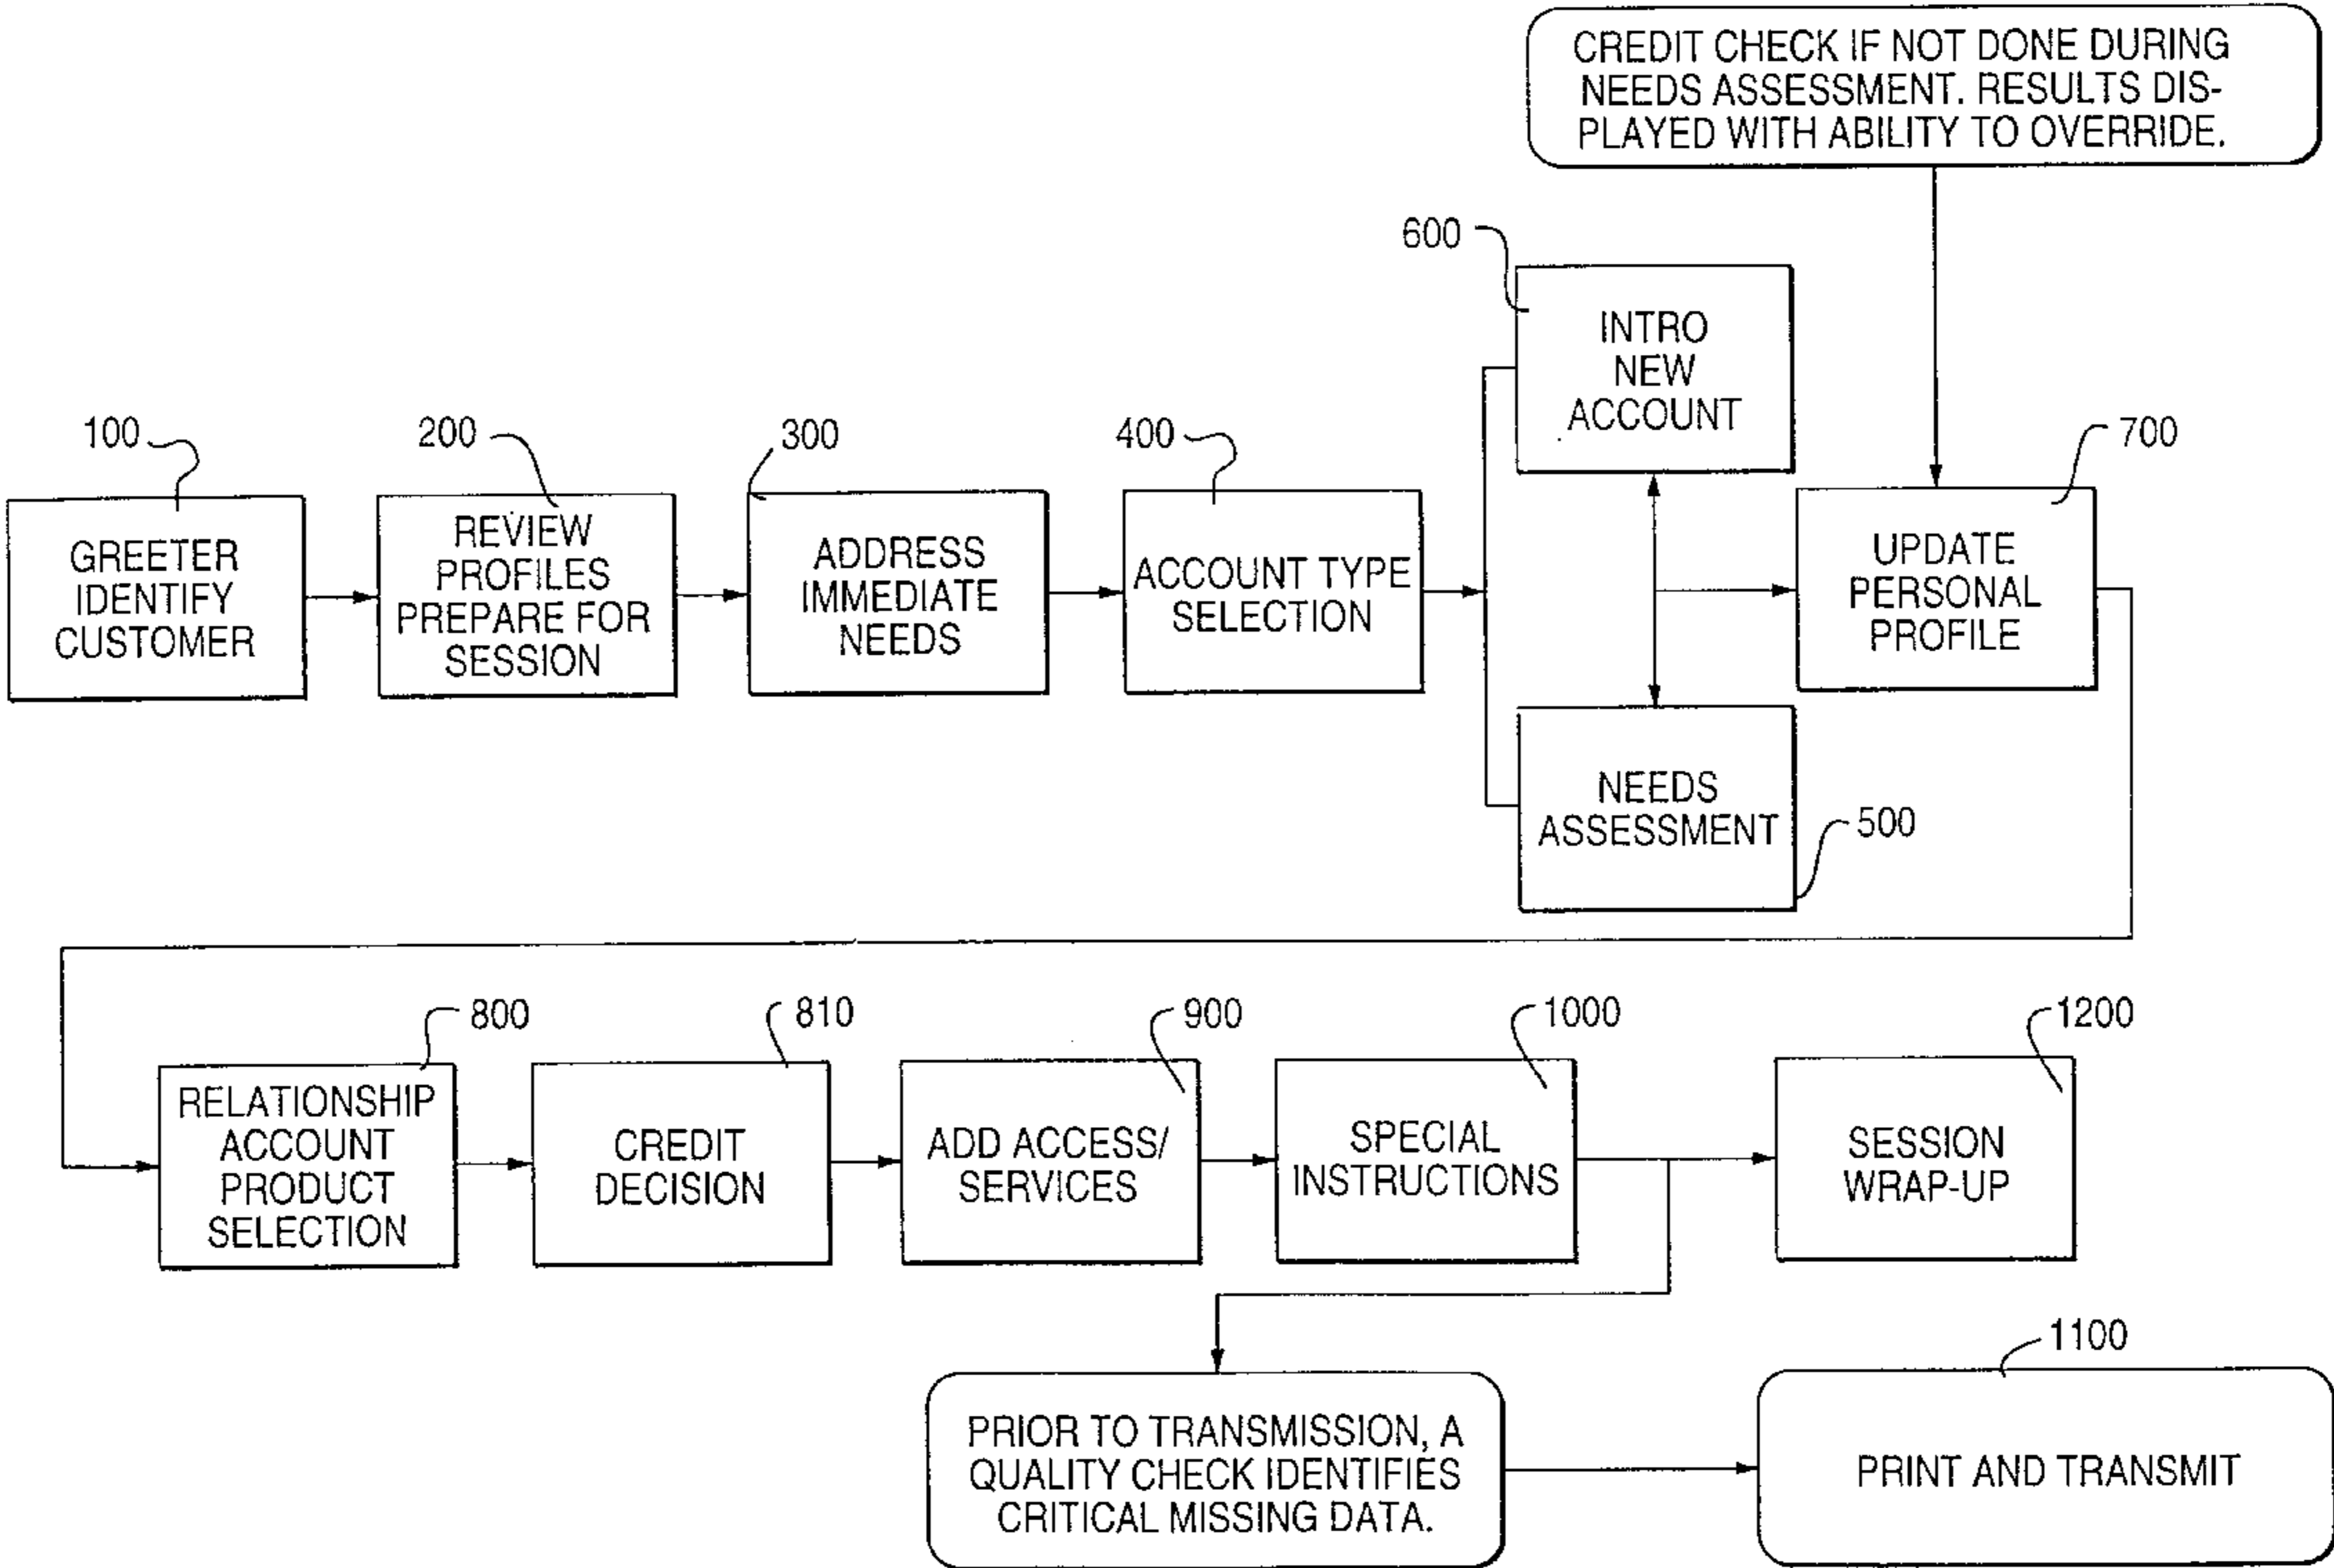 CREDIT CHECK IF NOT DONE DURING
NEEDS ASSESSMENT. RESULTS DIS-
PLAYED WITH ABILITY TO OVERRIDE.
600
INTRO
NEW
ACCOUNT
100
GREETER
IDENTIFY
CUSTOMER
200
REVIEW
PROFILES
PREPARE FOR
SESSION
300
ADDRESS
IMMEDIATE
NEEDS
400
ACCOUNT TYPE
SELECTION
700
UPDATE
PERSONAL
PROFILE
NEEDS
ASSESSMENT
500
800
RELATIONSHIP
ACCOUNT
PRODUCT
SELECTION
810
CREDIT
DECISION
900
ADD ACCESS/
SERVICES
1000
SPECIAL
INSTRUCTIONS
1200
SESSION
WRAP-UP
PRIOR TO TRANSMISSION, A
QUALITY CHECK IDENTIFIES
CRITICAL MISSING DATA.
1100
PRINT AND TRANSMIT